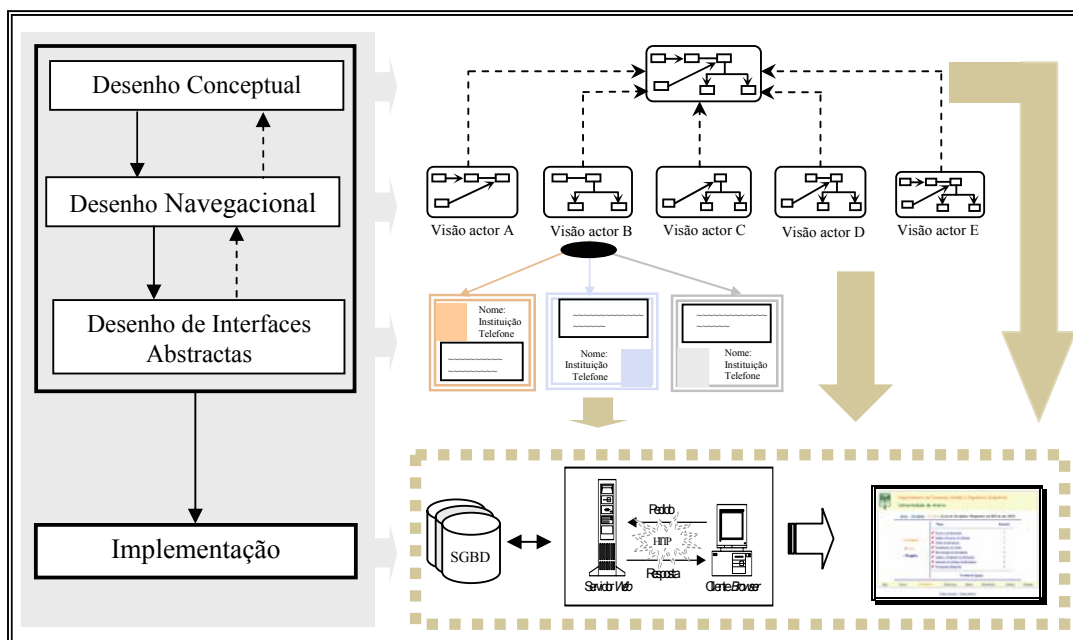 Desenho Conceptual
Desenho Navegacional
Desenho de Interfaces
Abstractas
Implementação
Visão actor A
Visão actor B
Visão actor C
Visão actor D
Visão actor E
Nome:
Instituição
Telefone
Nome:
Instituição
Telefone
Nome:
Instituição
Telefone
SGBD
Pedido
HTTP
Resposta
Servidor Web
Cliente Browser
Universidade de Aveiro